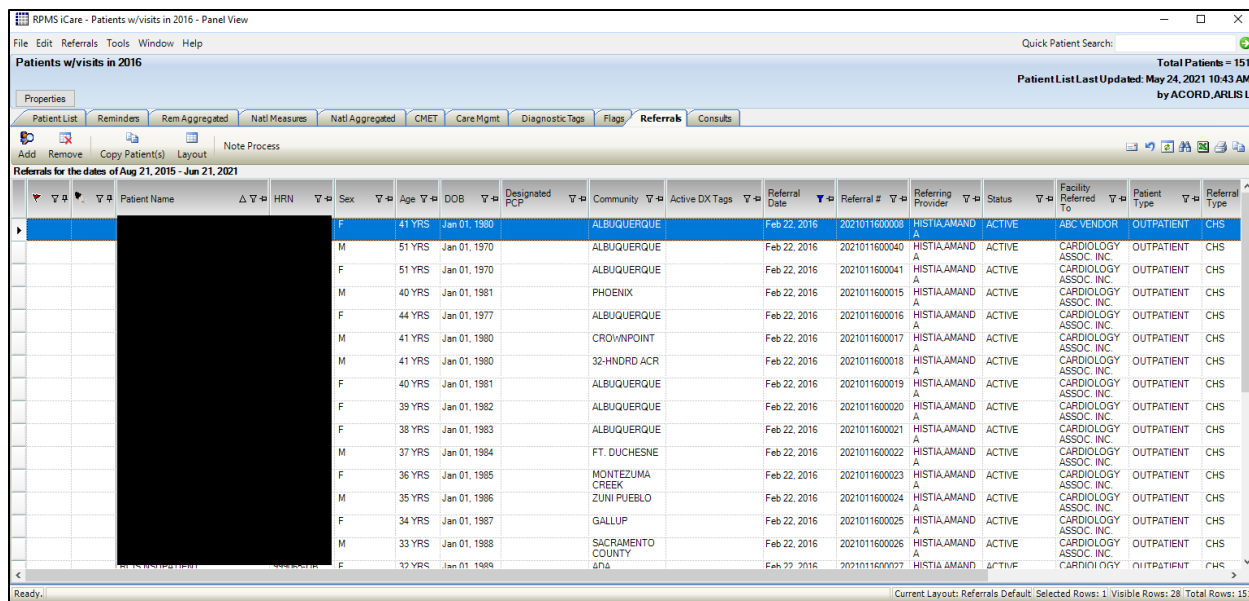 RPMS iCare - Patients w/visits in 2016 - Panel View
File Edit Referrals Tools Window Help Quick Patient Search:
Patients w/visits in 2016 Total Patients = 151
Patient List Last Updated: May 24, 2021 10:43 AM
Properties by ACORD,ARLIS L
Patient List Reminders Rem Aggregated Natl Measures Natl Aggregated CMET Care Mgmt Diagnostic Tags Flags Referrals Consults
Add Remove Copy Patient(s) Layout Note Process
Referrals for the dates of Aug 21, 2015 - Jun 21, 2021
Patient Name HRN Sex Age DOB Designated PCP Community Active DX Tags Referral Date Referral # Referring Provider Status Facility Referred To Patient Type Referral Type
F 41 YRS Jan 01, 1980 ALBUQUERQUE Feb 22, 2016 2021011600008 HISTIA,AMANDA ACTIVE ABC VENDOR OUTPATIENT CHS
M 51 YRS Jan 01, 1970 ALBUQUERQUE Feb 22, 2016 2021011600040 HISTIA,AMANDA ACTIVE CARDIOLOGY ASSOC. INC. OUTPATIENT CHS
F 51 YRS Jan 01, 1970 ALBUQUERQUE Feb 22, 2016 2021011600041 HISTIA,AMANDA ACTIVE CARDIOLOGY ASSOC. INC. OUTPATIENT CHS
M 40 YRS Jan 01, 1981 PHOENIX Feb 22, 2016 2021011600015 HISTIA,AMANDA ACTIVE CARDIOLOGY ASSOC. INC. OUTPATIENT CHS
F 44 YRS Jan 01, 1977 ALBUQUERQUE Feb 22, 2016 2021011600016 HISTIA,AMANDA ACTIVE CARDIOLOGY ASSOC. INC. OUTPATIENT CHS
M 41 YRS Jan 01, 1980 CROWNPOINT Feb 22, 2016 2021011600017 HISTIA,AMANDA ACTIVE CARDIOLOGY ASSOC. INC. OUTPATIENT CHS
M 41 YRS Jan 01, 1980 32-HNDRD ACR Feb 22, 2016 2021011600018 HISTIA,AMANDA ACTIVE CARDIOLOGY ASSOC. INC. OUTPATIENT CHS
F 40 YRS Jan 01, 1981 ALBUQUERQUE Feb 22, 2016 2021011600019 HISTIA,AMANDA ACTIVE CARDIOLOGY ASSOC. INC. OUTPATIENT CHS
F 39 YRS Jan 01, 1982 ALBUQUERQUE Feb 22, 2016 2021011600020 HISTIA,AMANDA ACTIVE CARDIOLOGY ASSOC. INC. OUTPATIENT CHS
F 38 YRS Jan 01, 1983 ALBUQUERQUE Feb 22, 2016 2021011600021 HISTIA,AMANDA ACTIVE CARDIOLOGY ASSOC. INC. OUTPATIENT CHS
M 37 YRS Jan 01, 1984 FT. DUCHESNE Feb 22, 2016 2021011600022 HISTIA,AMANDA ACTIVE CARDIOLOGY ASSOC. INC. OUTPATIENT CHS
F 36 YRS Jan 01, 1985 MONTEZUMA CREEK Feb 22, 2016 2021011600023 HISTIA,AMANDA ACTIVE CARDIOLOGY ASSOC. INC. OUTPATIENT CHS
M 35 YRS Jan 01, 1986 ZUNI PUEBLO Feb 22, 2016 2021011600024 HISTIA,AMANDA ACTIVE CARDIOLOGY ASSOC. INC. OUTPATIENT CHS
F 34 YRS Jan 01, 1987 GALLUP Feb 22, 2016 2021011600025 HISTIA,AMANDA ACTIVE CARDIOLOGY ASSOC. INC. OUTPATIENT CHS
M 33 YRS Jan 01, 1988 SACRAMENTO COUNTY Feb 22, 2016 2021011600026 HISTIA,AMANDA ACTIVE CARDIOLOGY ASSOC. INC. OUTPATIENT CHS
F 32 YRS Jan 01, 1989 ADA Feb 22, 2016 2021011600027 HISTIA,AMAND ACTIVE CARDIOLOGY OUTPATIENT CHS
Ready. Current Layout: Referrals Default Selected Rows: 1 Visible Rows: 28 Total Rows: 15